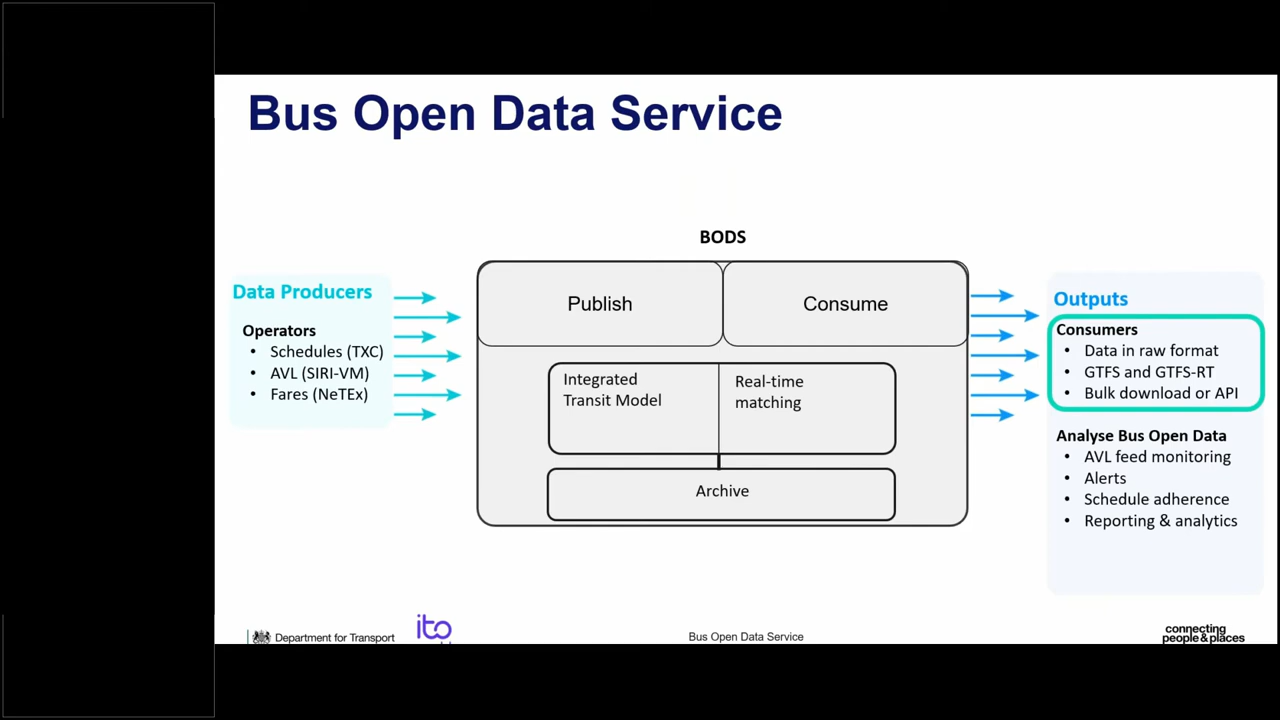 Bus Open Data Service
BODS
Data Producers
Operators
• Schedules (TXC)
• AVL (SIRI-VM)
• Fares (NeTEx)
Publish
Consume
Integrated
Transit Model
Real-time
matching
Archive
Outputs
Consumers
• Data in raw format
• GTFS and GTFS-RT
• Bulk download or API
Analyse Bus Open Data
• AVL feed monitoring
• Alerts
• Schedule adherence
• Reporting & analytics
Department for Transport
ito
Bus Open Data Service
connecting
people&places